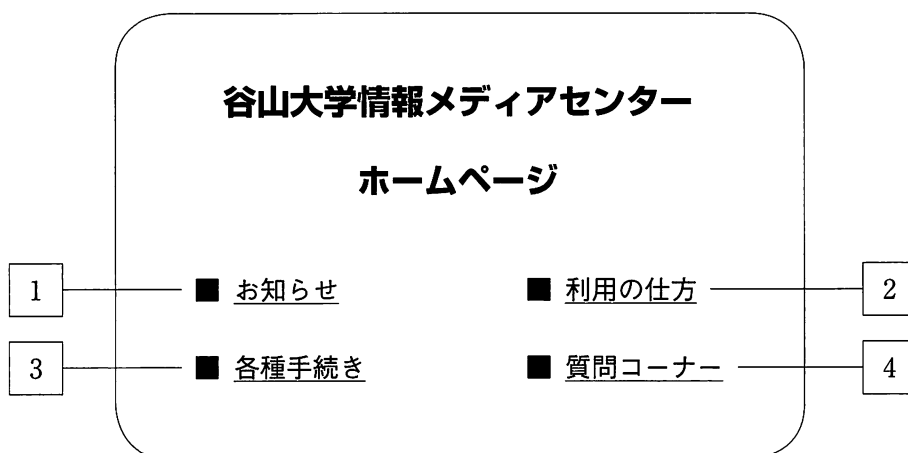 谷山大学情報メディアセンター
ホームページ
1 ■ お知らせ ■ 利用の仕方 2
3 ■ 各種手続き ■ 質問コーナー 4